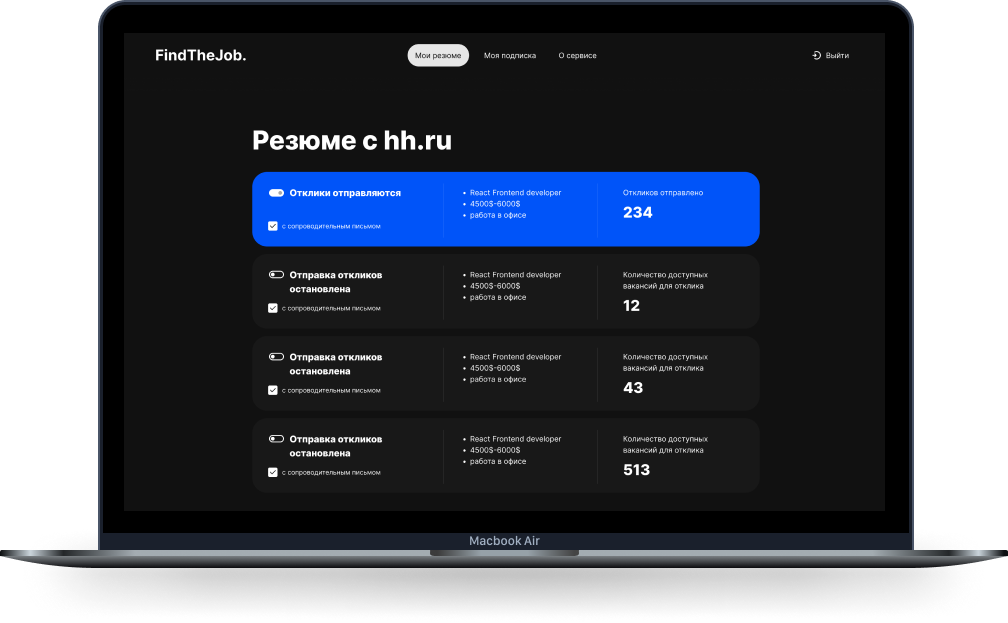 FindTheJob.
Мои резюме
Моя подписка
О сервисе
Выйти
Резюме с hh.ru
Отклики отправляются
с сопроводительным письмом
React Frontend developer
4500$-6000$
работа в офисе
Откликов отправлено
234
Отправка откликов
остановлена
с сопроводительным письмом
React Frontend developer
4500$-6000$
работа в офисе
Количество доступных
вакансий для отклика
12
Отправка откликов
остановлена
с сопроводительным письмом
React Frontend developer
4500$-6000$
работа в офисе
Количество доступных
вакансий для отклика
43
Отправка откликов
остановлена
с сопроводительным письмом
React Frontend developer
4500$-6000$
работа в офисе
Количество доступных
вакансий для отклика
513
Macbook Air